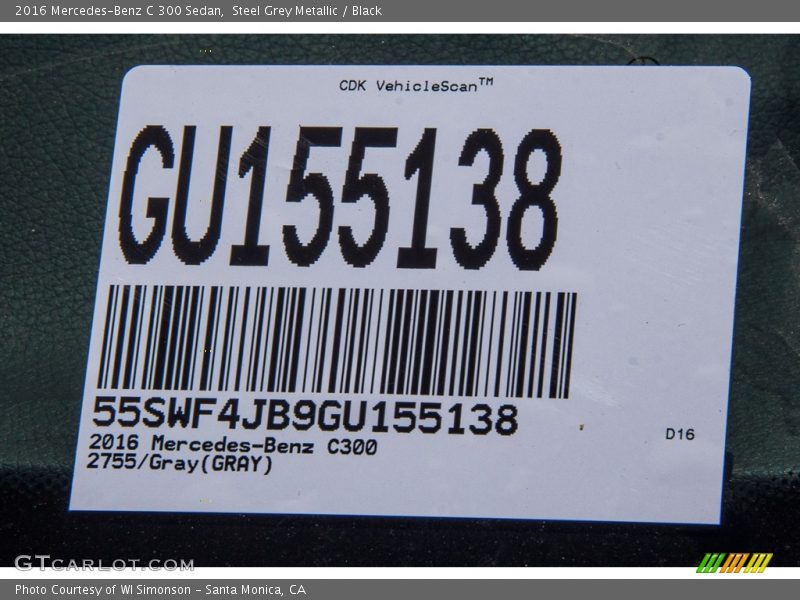 2016 Mercedes-Benz C 300 Sedan, Steel Grey Metallic / Black
CDK VehicleScan™
GU155138
55SWF4JB9GU155138
2016 Mercedes-Benz C300
2755/Gray(GRAY)
D16
GTCARLOT.COM
Photo Courtesy of WI Simonson - Santa Monica, CA